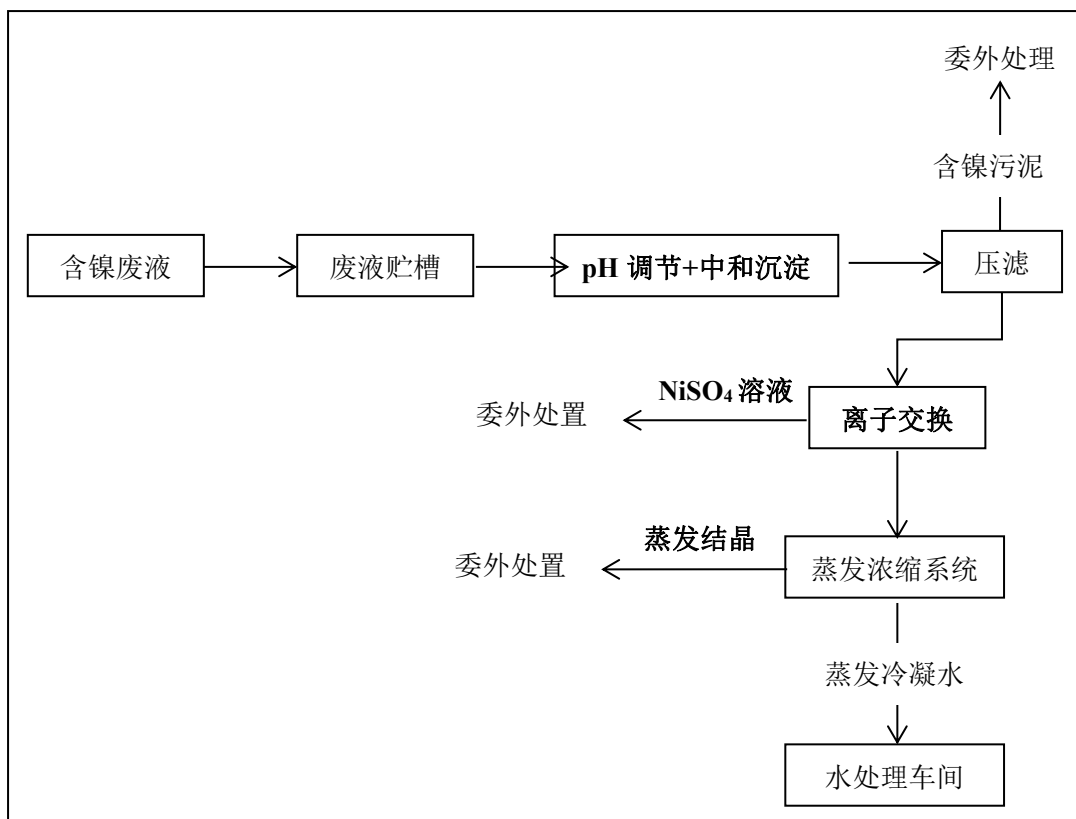 委外处理
含镍污泥
含镍废液
废液贮槽
pH 调节+中和沉淀
压滤
NiSO₄ 溶液
委外处置
离子交换
蒸发结晶
委外处置
蒸发浓缩系统
蒸发冷凝水
水处理车间